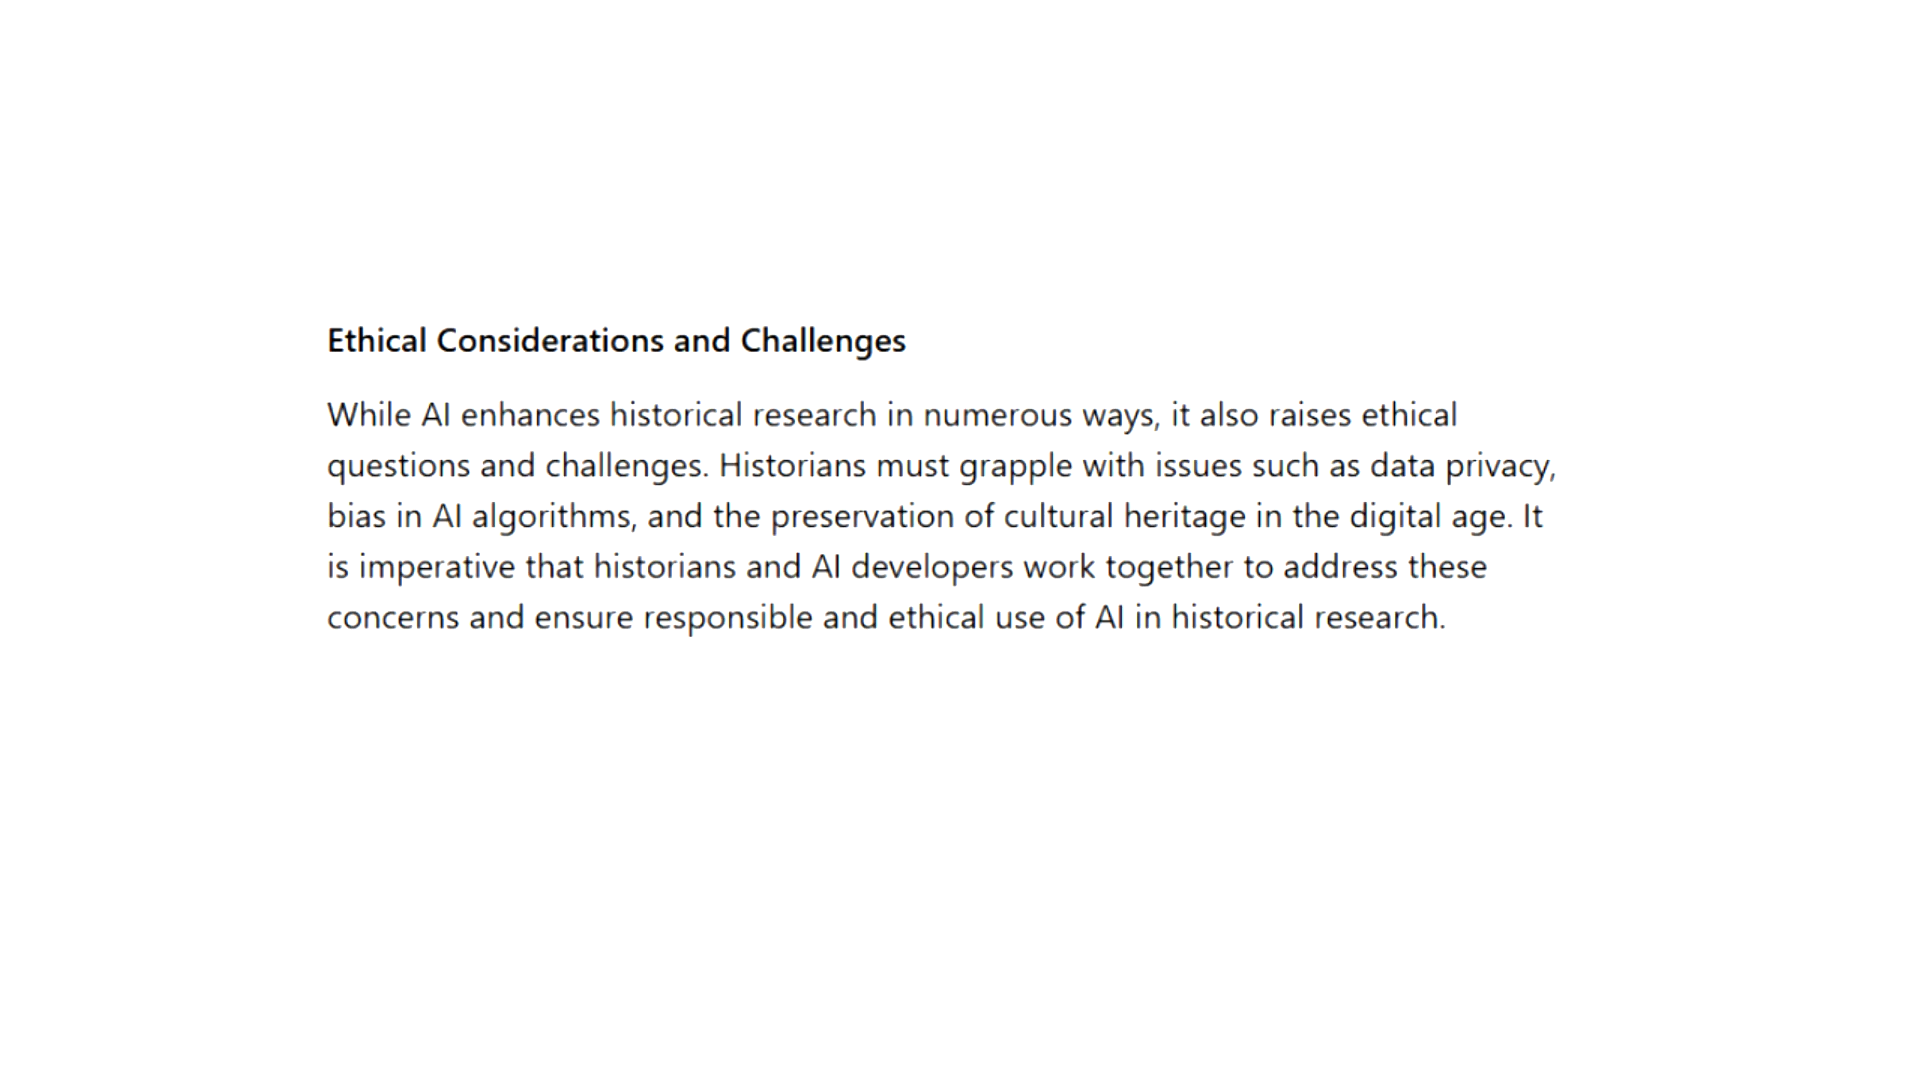 Ethical Considerations and Challenges
While AI enhances historical research in numerous ways, it also raises ethical
questions and challenges. Historians must grapple with issues such as data privacy,
bias in AI algorithms, and the preservation of cultural heritage in the digital age. It
is imperative that historians and AI developers work together to address these
concerns and ensure responsible and ethical use of AI in historical research.